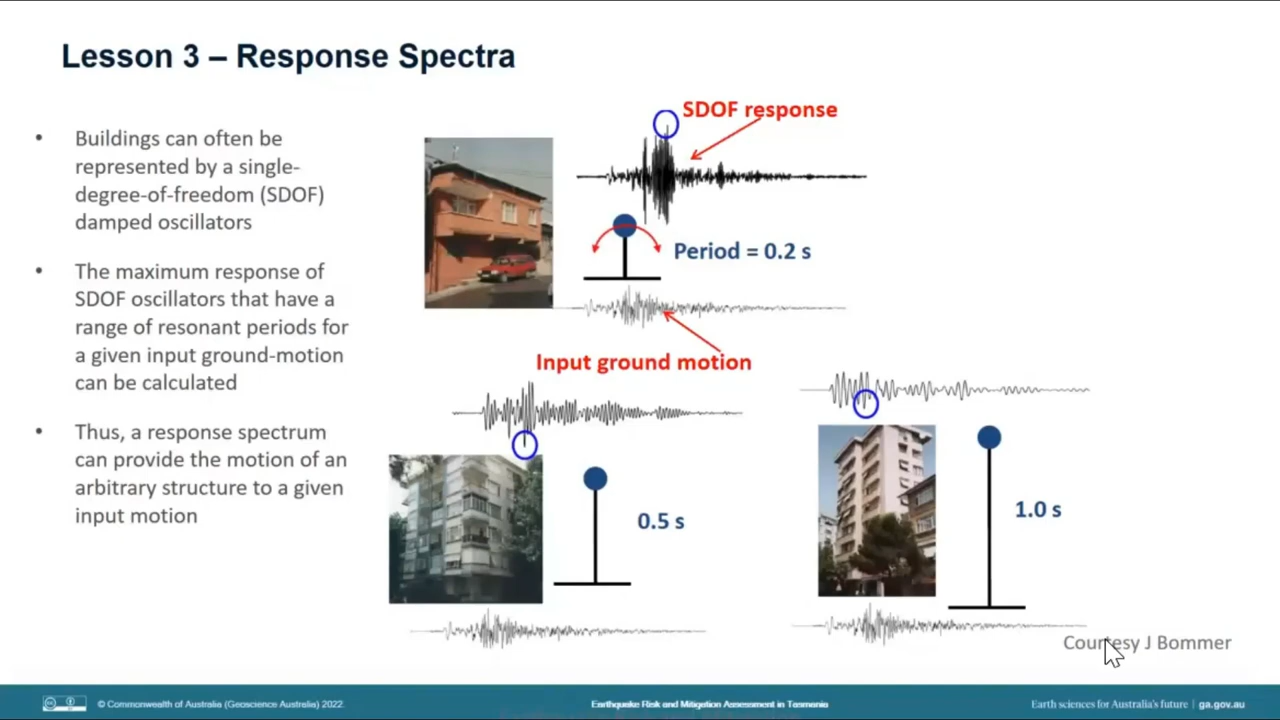 Lesson 3 – Response Spectra
• Buildings can often be
represented by a single-
degree-of-freedom (SDOF)
damped oscillators
• The maximum response of
SDOF oscillators that have a
range of resonant periods for
a given input ground-motion
can be calculated
• Thus, a response spectrum
can provide the motion of an
arbitrary structure to a given
input motion
SDOF response
Period = 0.2 s
Input ground motion
0.5 s
1.0 s
Courtesy J Bommer
© Commonwealth of Australia (Geoscience Australia) 2022.
Earthquake Risk and Mitigation Assessment in Tasmania
Earth sciences for Australia's future | ga.gov.au